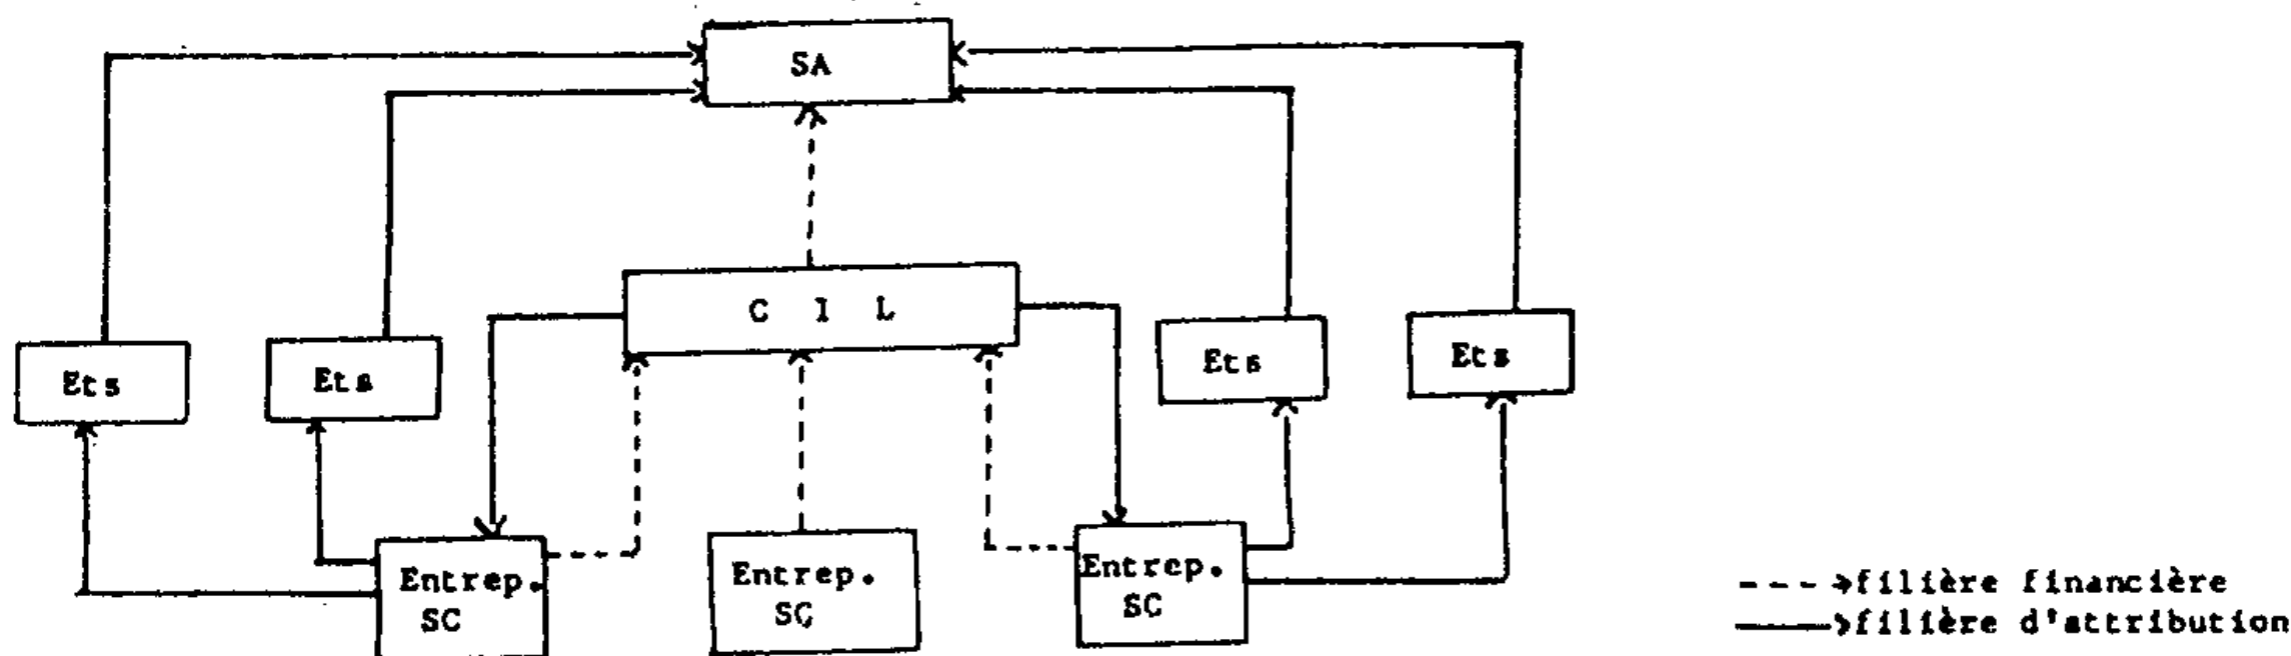 SA
C I L
Ets
Ets
Ets
Ets
Entrep.
SC
Entrep.
SC
Entrep.
SC
--->filière financière
——>filière d'attribution